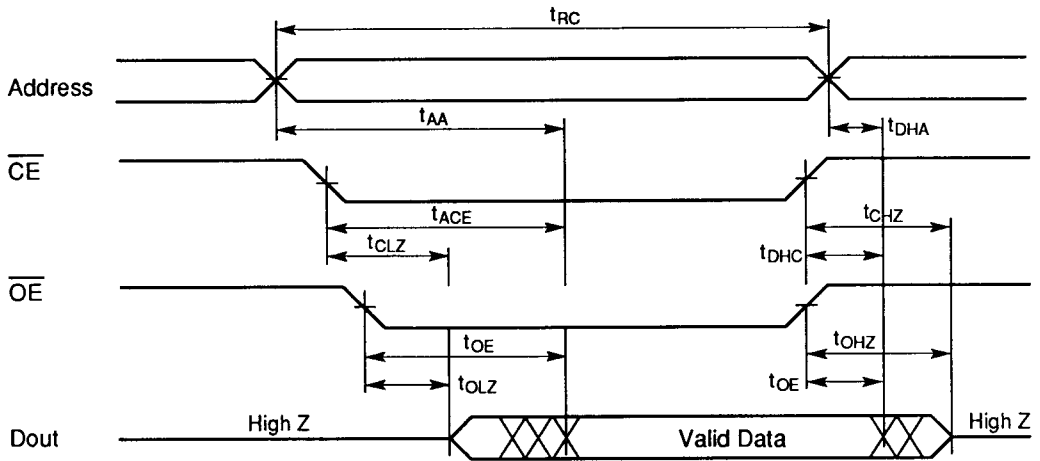 tRC
Address
tAA
tDHA
CE
tACE
tCHZ
tCLZ
tDHC
OE
tOE
tOHZ
tOLZ
tOE
High Z
Valid Data
High Z
Dout